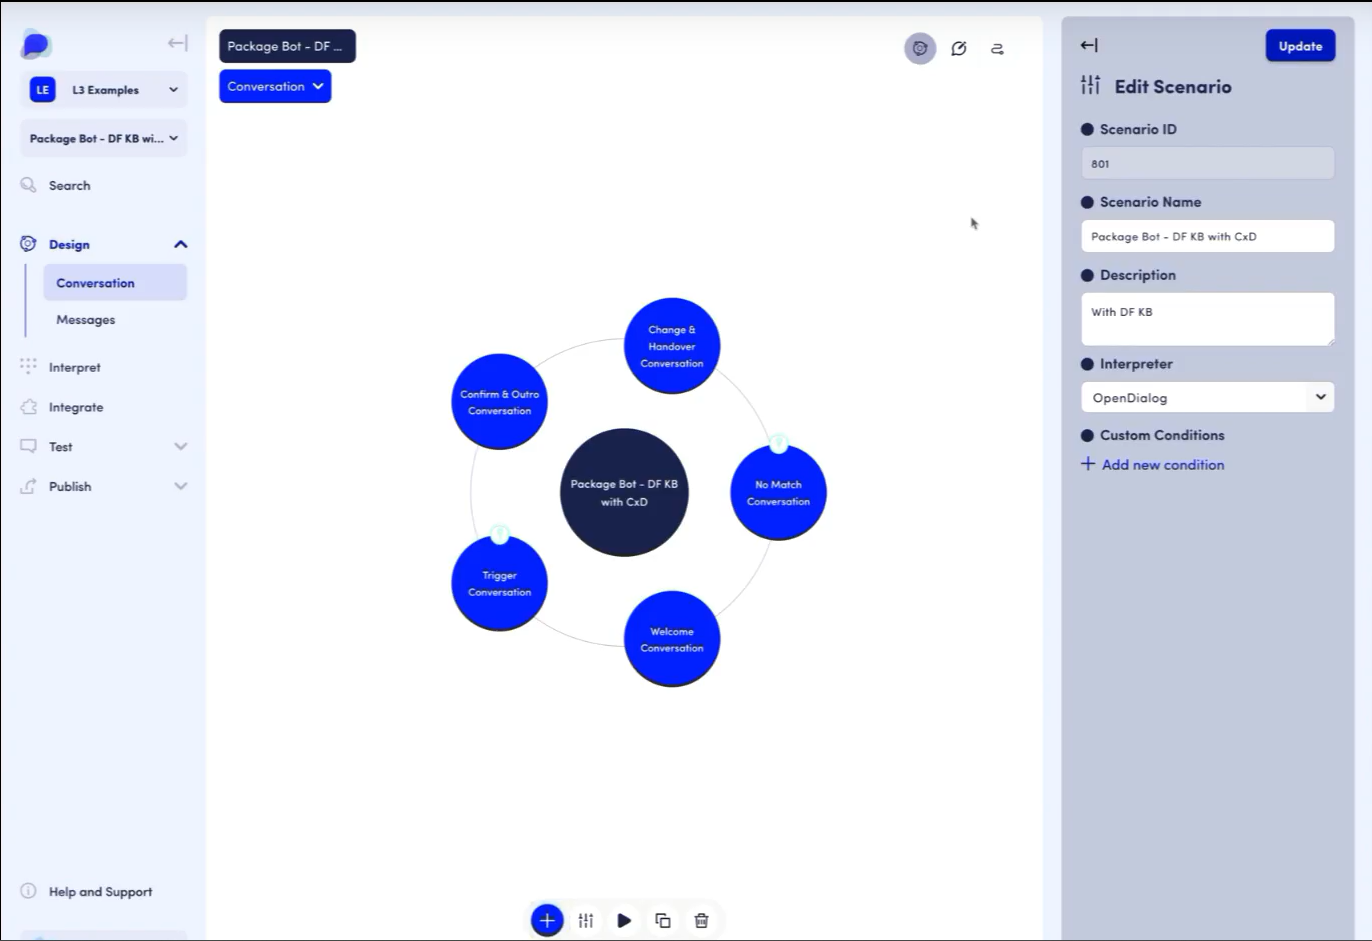 LE
L3 Examples
Package Bot - DF KB wi...
Search
Design
Conversation
Messages
Interpret
Integrate
Test
Publish
Help and Support
Package Bot - DF ...
Conversation
Change &
Handover
Conversation
Confirm & Outro
Conversation
Package Bot - DF KB
with CxD
No Match
Conversation
Trigger
Conversation
Welcome
Conversation
Update
Edit Scenario
Scenario ID
801
Scenario Name
Package Bot - DF KB with CxD
Description
With DF KB
Interpreter
OpenDialog
Custom Conditions
Add new condition